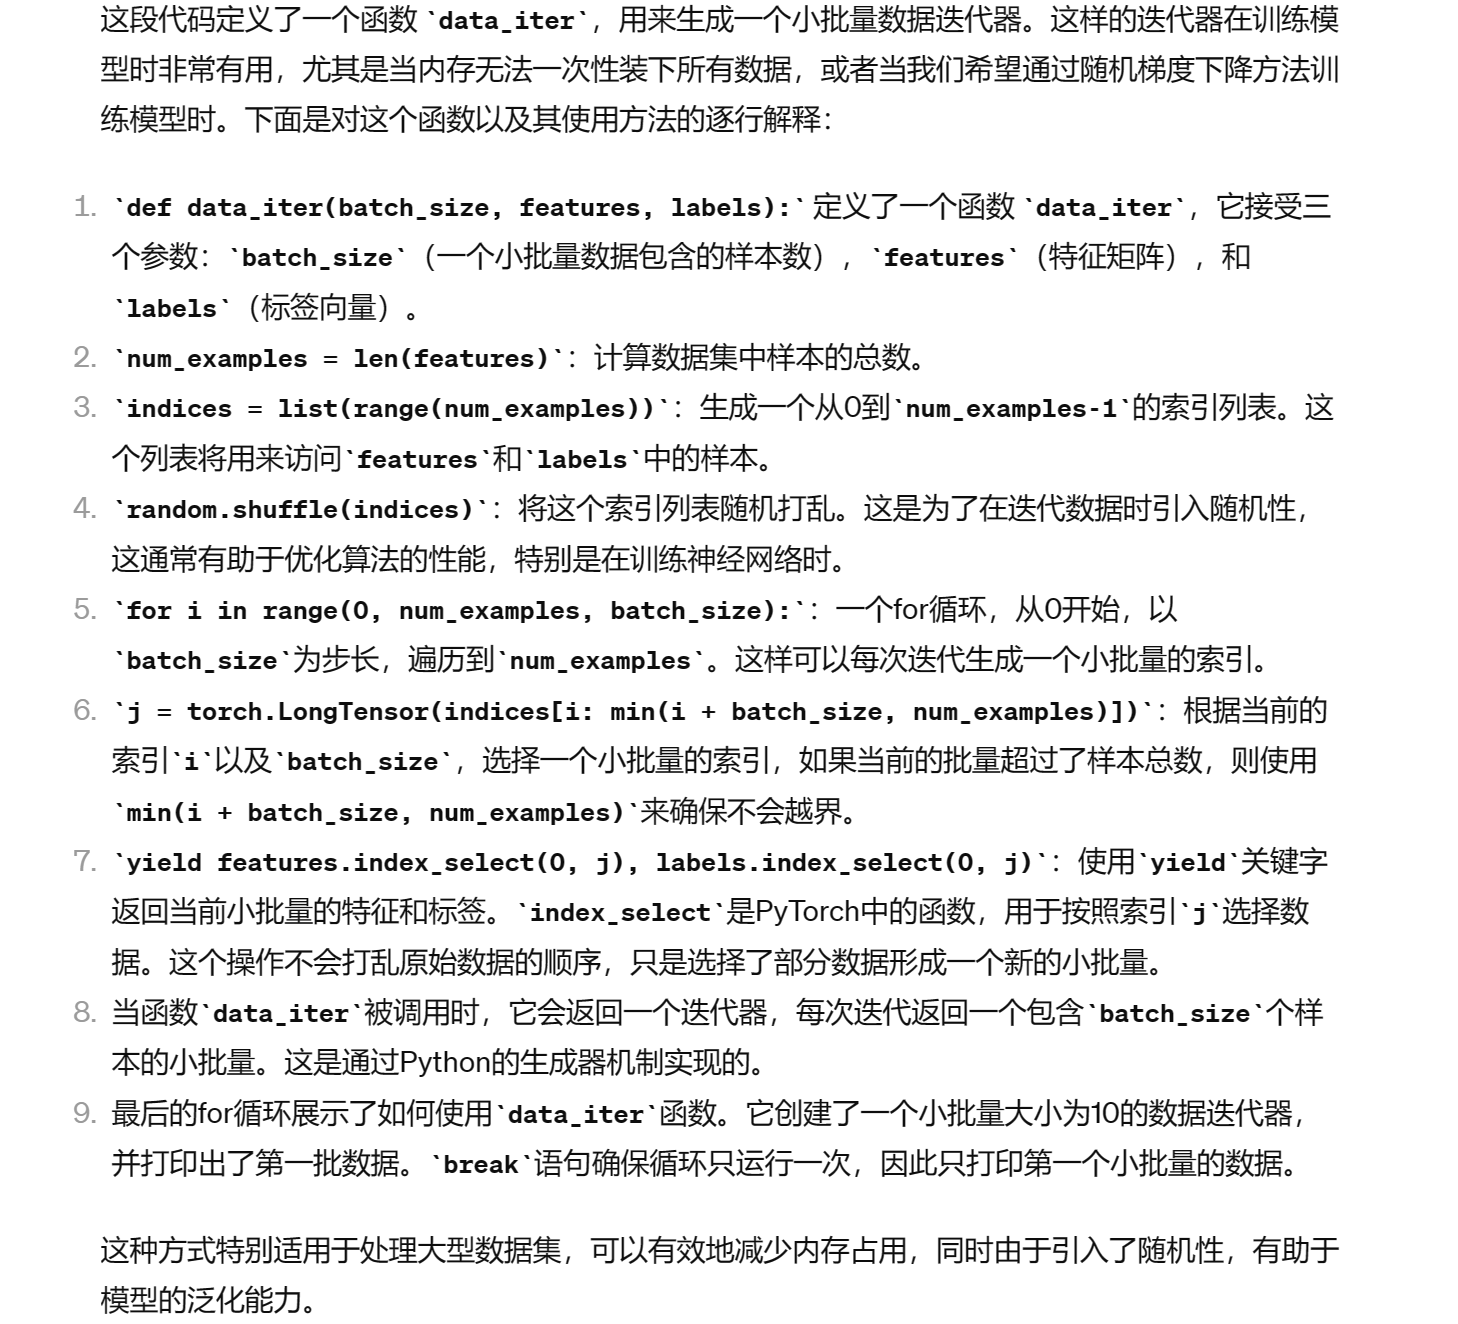 这段代码定义了一个函数 `data_iter`，用来生成一个小批量数据迭代器。这样的迭代器在训练模
型时非常有用，尤其是当内存无法一次性装下所有数据，或者当我们希望通过随机梯度下降方法训
练模型时。下面是对这个函数以及其使用方法的逐行解释：
1. `def data_iter(batch_size, features, labels):` 定义了一个函数 `data_iter`，它接受三
个参数：`batch_size`（一个小批量数据包含的样本数），`features`（特征矩阵），和
`labels`（标签向量）。
2. `num_examples = len(features)`：计算数据集中样本的总数。
3. `indices = list(range(num_examples))`：生成一个从0到`num_examples-1`的索引列表。这
个列表将用来访问`features`和`labels`中的样本。
4. `random.shuffle(indices)`：将这个索引列表随机打乱。这是为了在迭代数据时引入随机性，
这通常有助于优化算法的性能，特别是在训练神经网络时。
5. `for i in range(0, num_examples, batch_size):`：一个for循环，从0开始，以
`batch_size`为步长，遍历到`num_examples`。这样可以每次迭代生成一个小批量的索引。
6. `j = torch.LongTensor(indices[i: min(i + batch_size, num_examples)])`：根据当前的
索引`i`以及`batch_size`，选择一个小批量的索引，如果当前的批量超过了样本总数，则使用
`min(i + batch_size, num_examples)`来确保不会越界。
7. `yield features.index_select(0, j), labels.index_select(0, j)`：使用`yield`关键字
返回当前小批量的特征和标签。`index_select`是PyTorch中的函数，用于按照索引`j`选择数
据。这个操作不会打乱原始数据的顺序，只是选择了部分数据形成一个新的小批量。
8. 当函数`data_iter`被调用时，它会返回一个迭代器，每次迭代返回一个包含`batch_size`个样
本的小批量。这是通过Python的生成器机制实现的。
9. 最后的for循环展示了如何使用`data_iter`函数。它创建了一个小批量大小为10的数据迭代器，
并打印出了第一批数据。`break`语句确保循环只运行一次，因此只打印第一个小批量的数据。
这种方式特别适用于处理大型数据集，可以有效地减少内存占用，同时由于引入了随机性，有助于
模型的泛化能力。